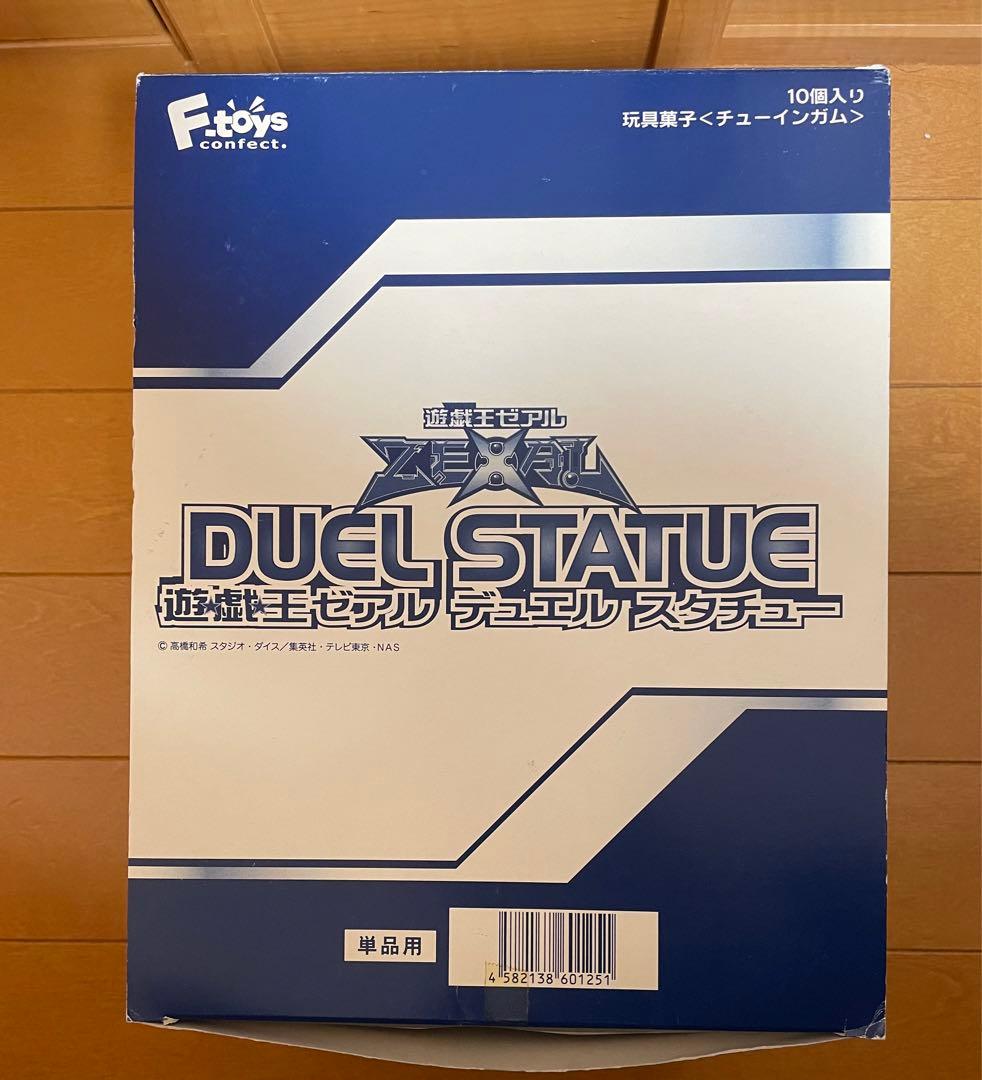 F-toys
confect.
10個入り
玩具菓子<チューインガム>
遊戯王ゼアル
ZEXAL
DUEL STATUE
遊★戯★王 ゼアル デュエル スタチュー
© 高橋和希 スタジオ・ダイス／集英社・テレビ東京・NAS
単品用
4 582138 601251